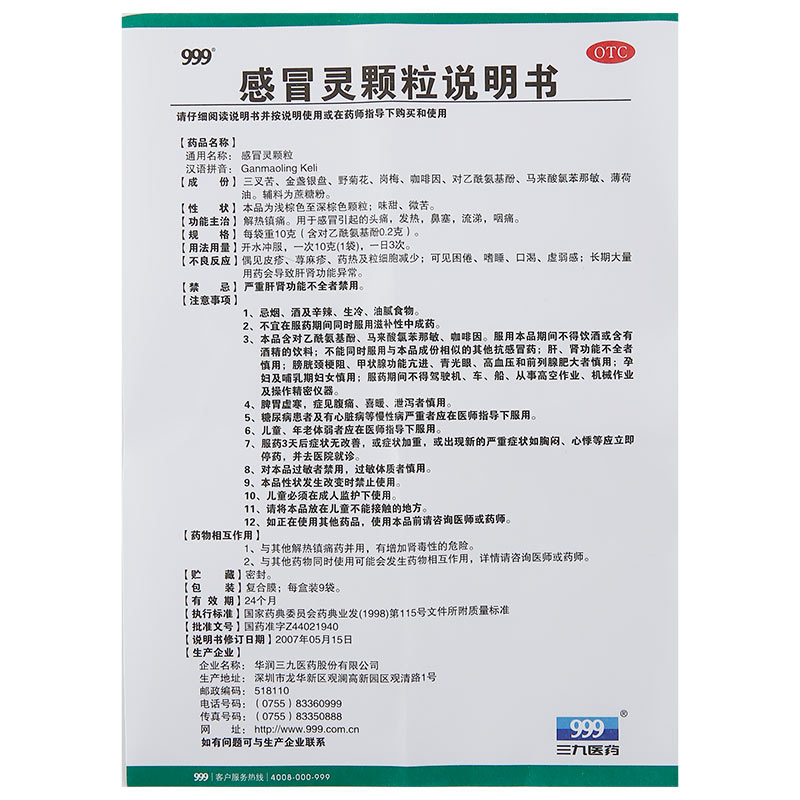 999®
OTC
感冒灵颗粒说明书
请仔细阅读说明书并按说明使用或在药师指导下购买和使用
【药品名称】
通用名称：感冒灵颗粒
汉语拼音：Ganmaoling Keli
【成　　份】三叉苦、金盏银盘、野菊花、岗梅、咖啡因、对乙酰氨基酚、马来酸氯苯那敏、薄荷
油。辅料为蔗糖粉。
【性　　状】本品为浅棕色至深棕色颗粒；味甜、微苦。
【功能主治】解热镇痛。用于感冒引起的头痛，发热，鼻塞，流涕，咽痛。
【规　　格】每袋重10克（含对乙酰氨基酚0.2克）。
【用法用量】开水冲服，一次10克(1袋)，一日3次。
【不良反应】偶见皮疹、荨麻疹、药热及粒细胞减少；可见困倦、嗜睡、口渴、虚弱感；长期大量
用药会导致肝肾功能异常。
【禁　　忌】严重肝肾功能不全者禁用。
【注意事项】
1、忌烟、酒及辛辣、生冷、油腻食物。
2、不宜在服药期间同时服用滋补性中成药。
3、本品含对乙酰氨基酚、马来酸氯苯那敏、咖啡因。服用本品期间不得饮酒或含有
酒精的饮料；不能同时服用与本品成份相似的其他抗感冒药；肝、肾功能不全者
慎用；膀胱颈梗阻、甲状腺功能亢进、青光眼、高血压和前列腺肥大者慎用；孕
妇及哺乳期妇女慎用；服药期间不得驾驶机、车、船、从事高空作业、机械作业
及操作精密仪器。
4、脾胃虚寒，症见腹痛、喜暖、泄泻者慎用。
5、糖尿病患者及有心脏病等慢性病严重者应在医师指导下服用。
6、儿童、年老体弱者应在医师指导下服用。
7、服药3天后症状无改善，或症状加重，或出现新的严重症状如胸闷、心悸等应立即
停药，并去医院就诊。
8、对本品过敏者禁用，过敏体质者慎用。
9、本品性状发生改变时禁止使用。
10、儿童必须在成人监护下使用。
11、请将本品放在儿童不能接触的地方。
12、如正在使用其他药品，使用本品前请咨询医师或药师。
【药物相互作用】
1、与其他解热镇痛药并用，有增加肾毒性的危险。
2、与其他药物同时使用可能会发生药物相互作用，详情请咨询医师或药师。
【贮　　藏】密封。
【包　　装】复合膜；每盒装9袋。
【有 效 期】24个月
【执行标准】国家药典委员会药典业发(1998)第115号文件所附质量标准
【批准文号】国药准字Z44021940
【说明书修订日期】2007年05月15日
【生产企业】
企业名称：华润三九医药股份有限公司
生产地址：深圳市龙华新区观澜高新园区观清路1号
邮政编码：518110
电话号码：（0755）83360999
传真号码：（0755）83350888
网　　址：http://www.999.com.cn
如有问题可与生产企业联系
999®
三九医药
999 | 客户服务热线 | 4008-000-999